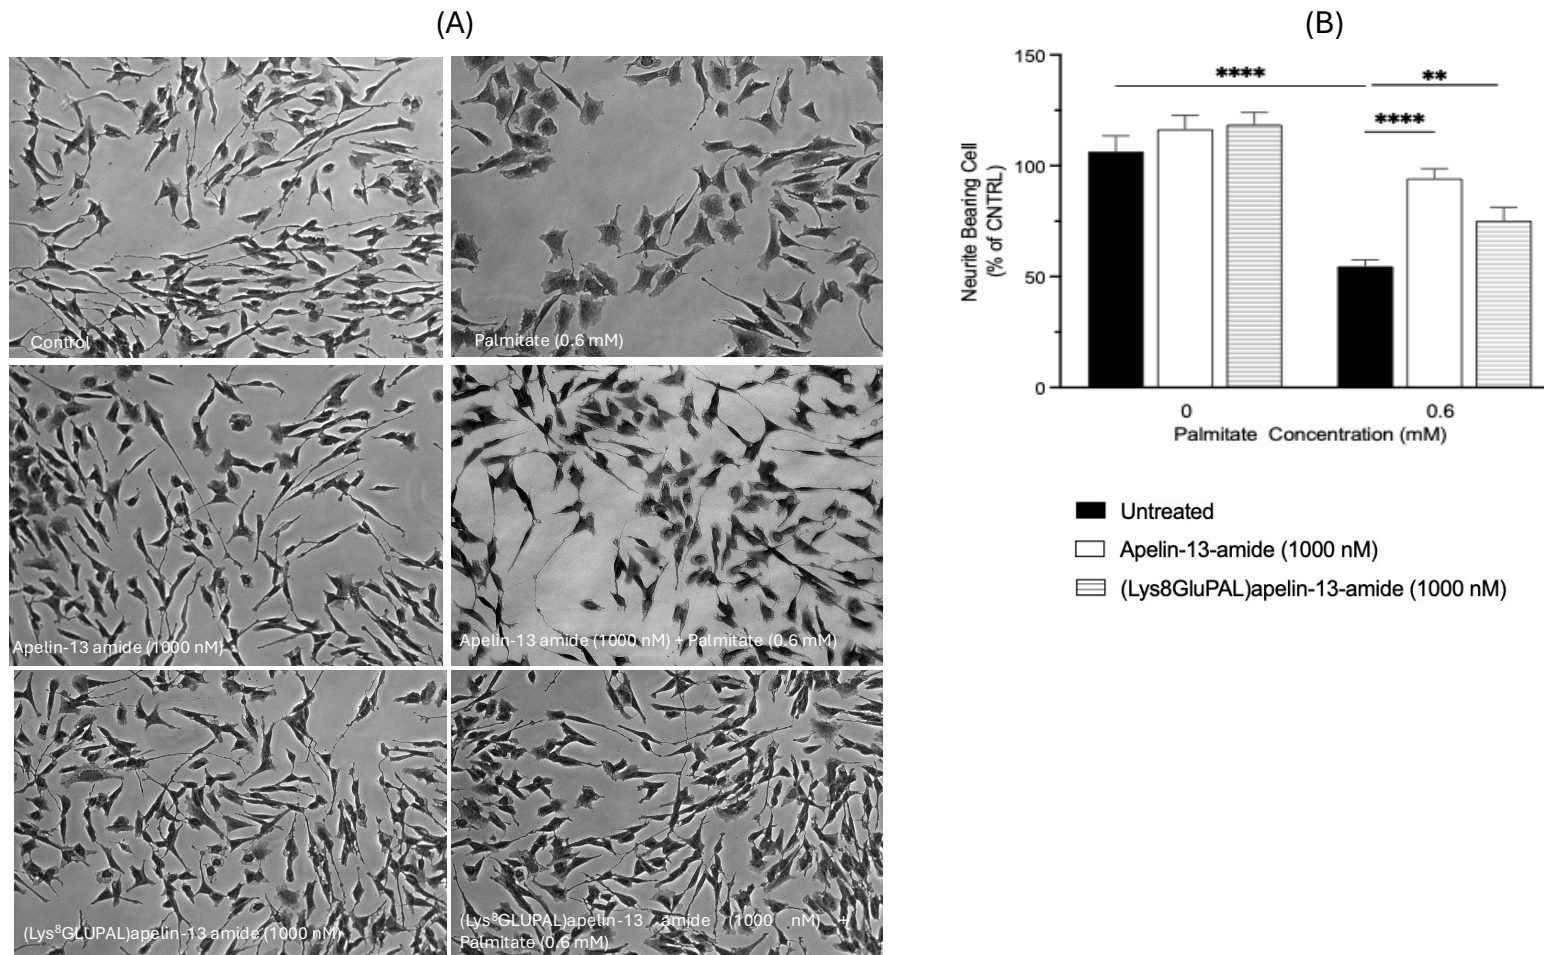 (A)
Control
Palmitate (0.6 mM)
Apelin-13 amide (1000 nM)
Apelin-13 amide (1000 nM) + Palmitate (0.6 mM)
(Lys⁸GLUPAL)apelin-13 amide (1000 nM)
(Lys⁸GLUPAL)apelin-13 amide (1000 nM) +
Palmitate (0.6 mM)
(B)
150
100
50
0
Neurite Bearing Cell
(% of CNTRL)
****
**
****
0
0.6
Palmitate Concentration (mM)
Untreated
Apelin-13-amide (1000 nM)
(Lys8GluPAL)apelin-13-amide (1000 nM)